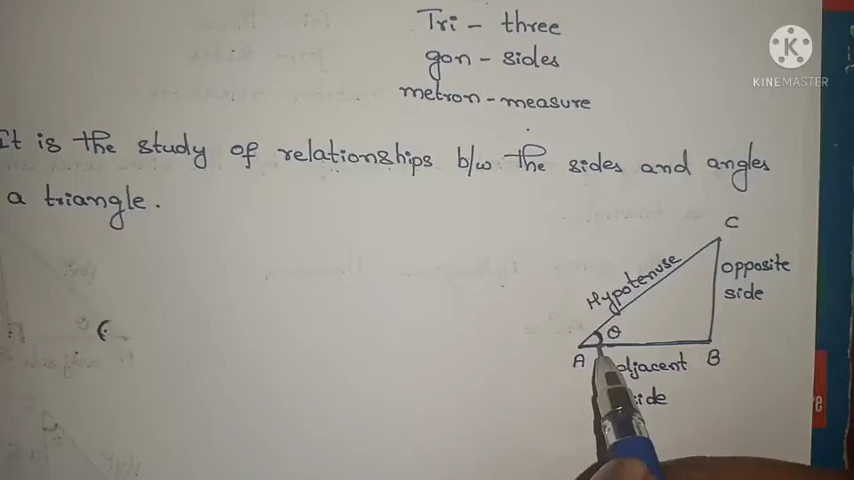 Tri - three
gon - sides
metron - measure
KINEMASTER
It is the study of relationships b/w the sides and angles
a triangle.
C
Hypotenuse
opposite
side
θ
A
B